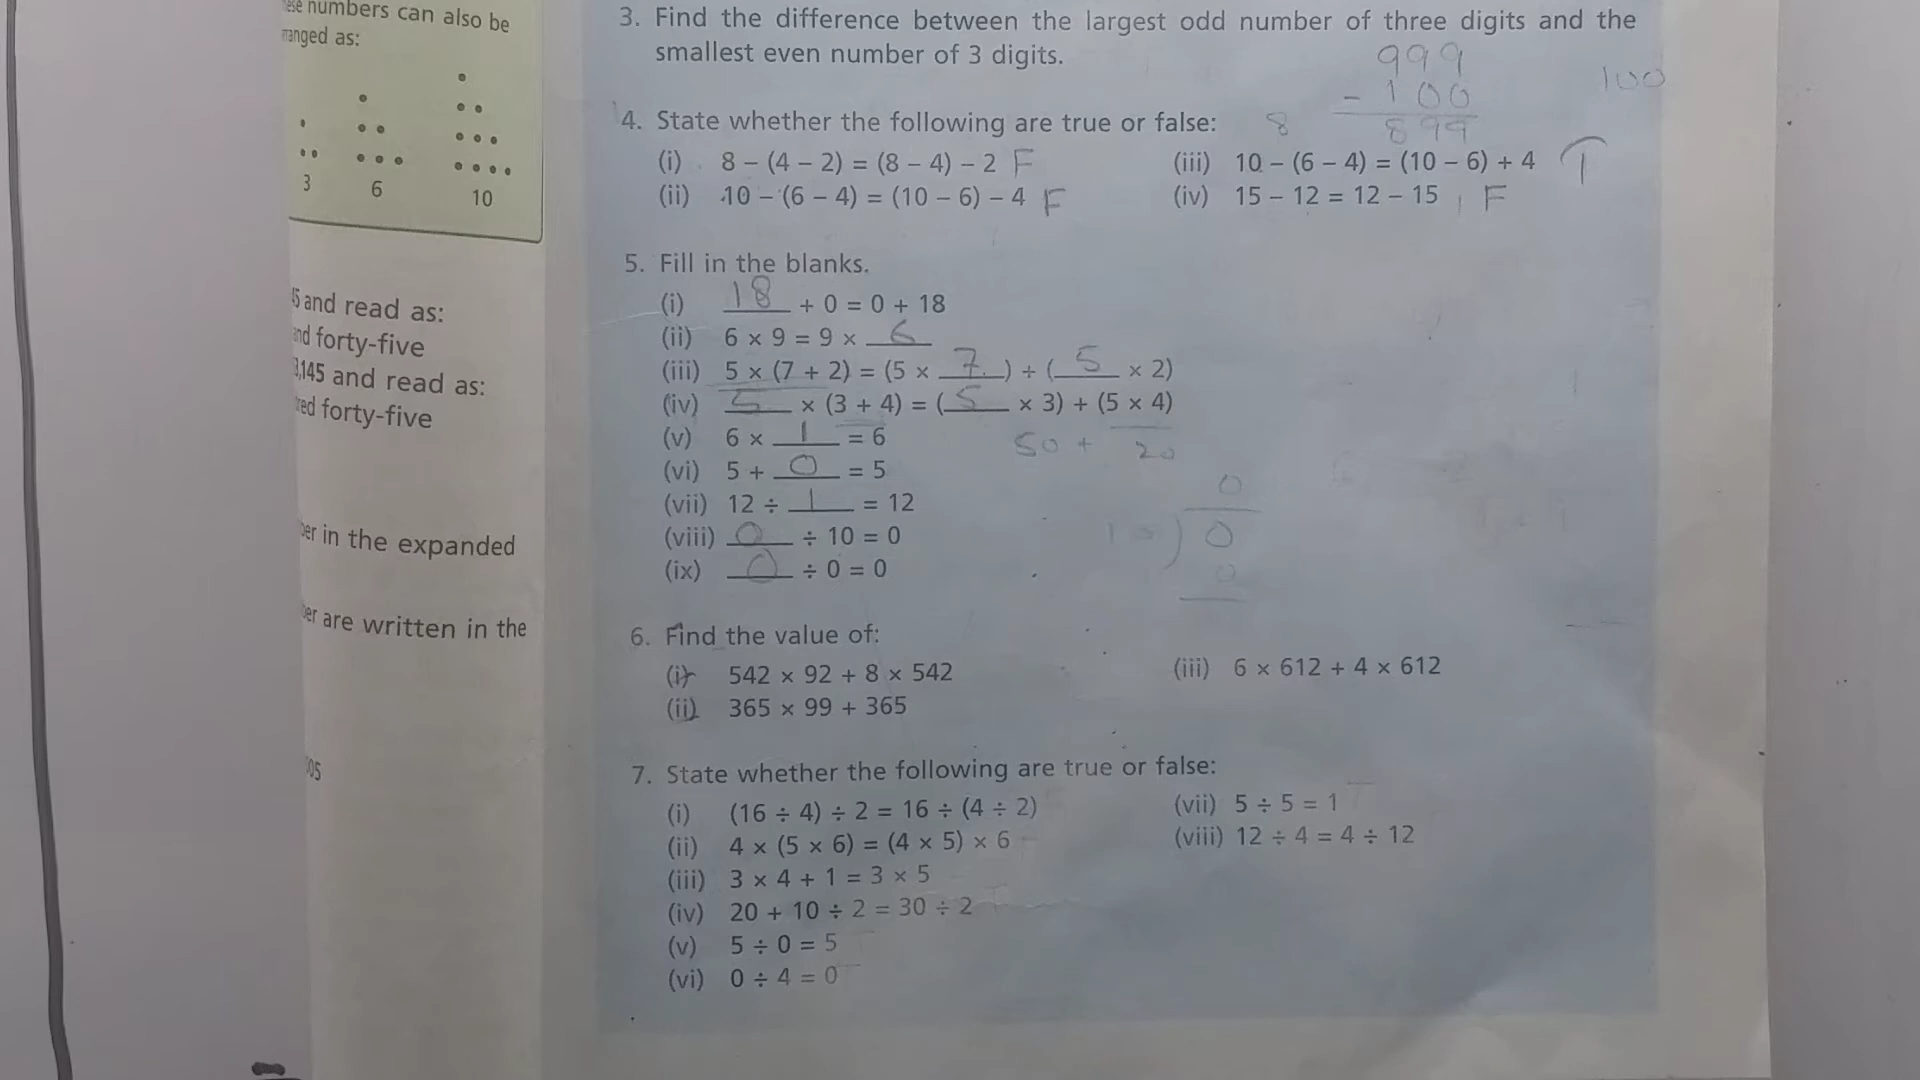 numbers can also be
as:
3
6
10
and read as:
forty-five
3,145 and read as:
forty-five
in the expanded
are written in the
3. Find the difference between the largest odd number of three digits and the
smallest even number of 3 digits.
999
- 100
899
100
4. State whether the following are true or false: 8
(i) 8 – (4 – 2) = (8 – 4) – 2 F
(iii) 10 – (6 – 4) = (10 – 6) + 4 T
(ii) 10 – (6 – 4) = (10 – 6) – 4 F
(iv) 15 – 12 = 12 – 15 F
5. Fill in the blanks.
(i) 18 + 0 = 0 + 18
(ii) 6 × 9 = 9 × 6
(iii) 5 × (7 + 2) = (5 × 7) ÷ (5 × 2)
(iv) 5 × (3 + 4) = (5 × 3) + (5 × 4)
(v) 6 × 1 = 6
50 + 20
(vi) 5 + 0 = 5
(vii) 12 ÷ 1 = 12
(viii) 0 ÷ 10 = 0
(ix) 0 ÷ 0 = 0
0
0
0
6. Find the value of:
(i) 542 × 92 + 8 × 542
(iii) 6 × 612 + 4 × 612
(ii) 365 × 99 + 365
7. State whether the following are true or false:
(i) (16 ÷ 4) ÷ 2 = 16 ÷ (4 ÷ 2)
(vii) 5 ÷ 5 = 1
(ii) 4 × (5 × 6) = (4 × 5) × 6
(viii) 12 ÷ 4 = 4 ÷ 12
(iii) 3 × 4 + 1 = 3 × 5
(iv) 20 + 10 ÷ 2 = 30 ÷ 2
(v) 5 ÷ 0 = 5
(vi) 0 ÷ 4 = 0